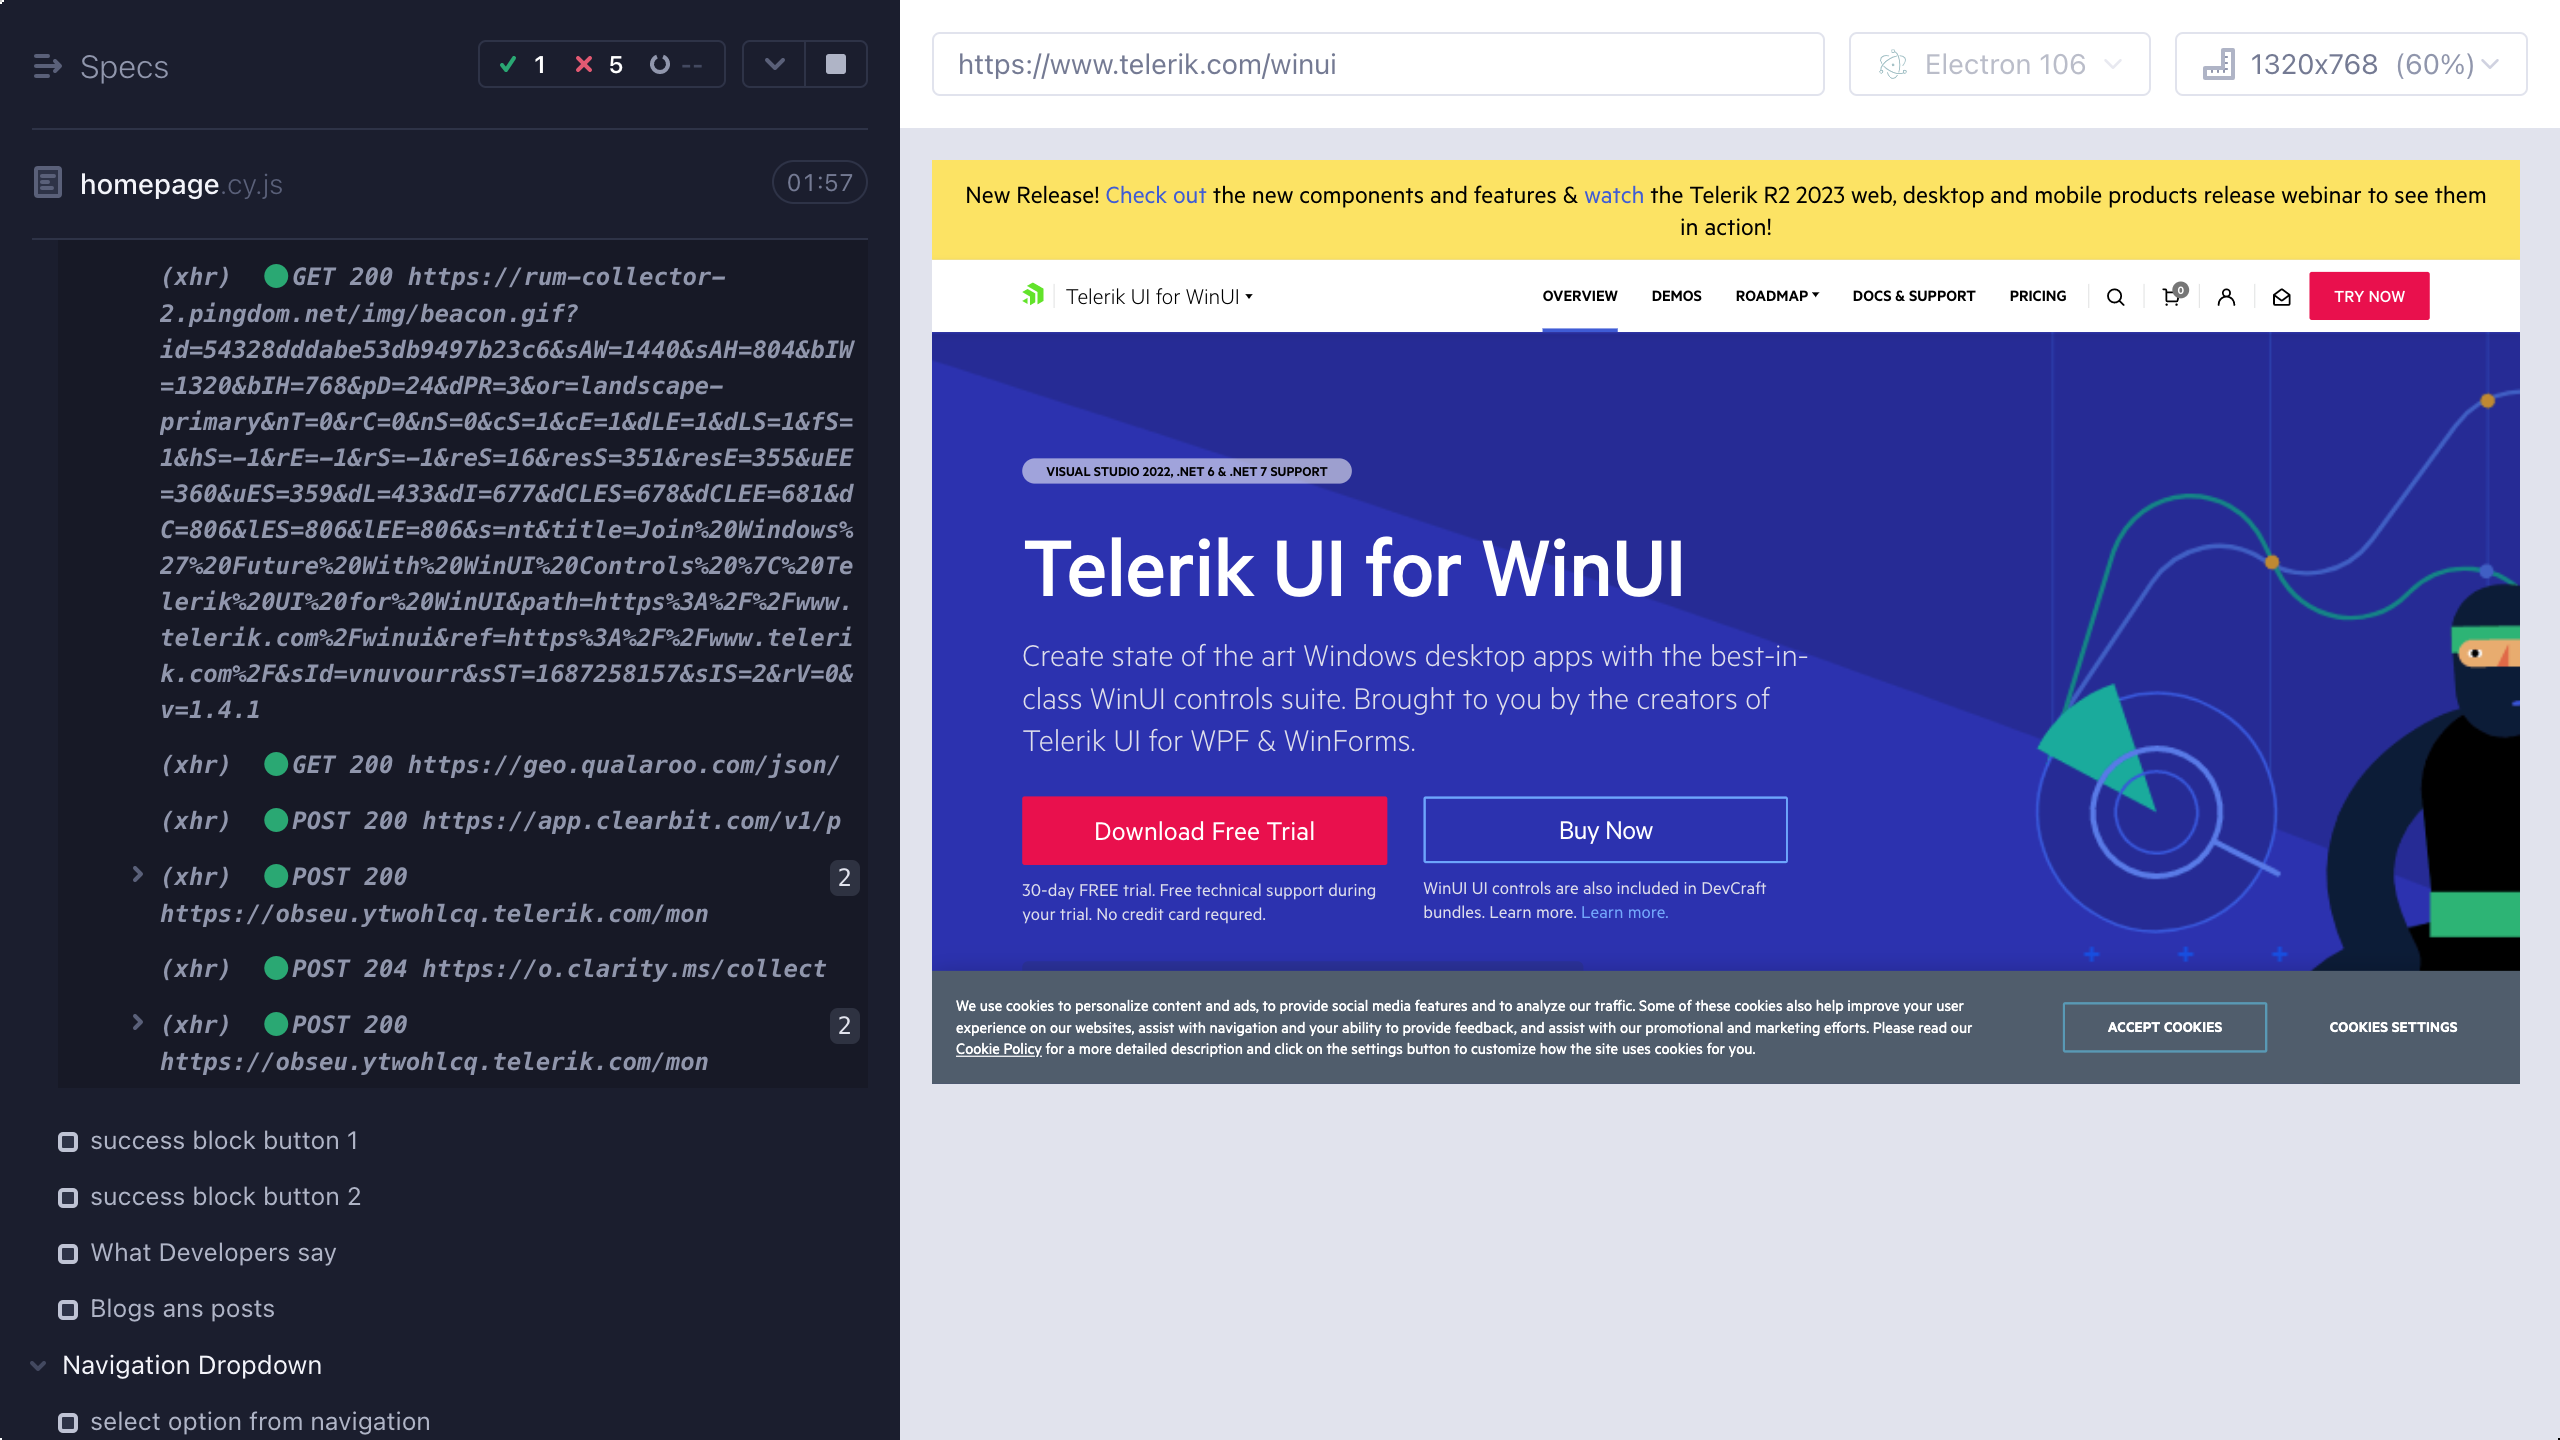 Specs
1 5 --
homepage.cy.js
01:57
(xhr) GET 200 https://rum-collector-
2.pingdom.net/img/beacon.gif?
id=54328dddabe53db9497b23c6&sAW=1440&sAH=804&bIW
=1320&bIH=768&pD=24&dPR=3&or=landscape-
primary&nT=0&rC=0&nS=0&cS=1&cE=1&dLE=1&dLS=1&fS=
1&hS=-1&rE=-1&rS=-1&reS=16&resS=351&resE=355&uEE
=360&uES=359&dL=433&dI=677&dCLES=678&dCLEE=681&d
C=806&lES=806&lEE=806&s=nt&title=Join%20Windows%
27%20Future%20With%20WinUI%20Controls%20%7C%20Te
lerik%20UI%20for%20WinUI&path=https%3A%2F%2Fwww.
telerik.com%2Fwinui&ref=https%3A%2F%2Fwww.teleri
k.com%2F&sId=vnuvourr&sST=1687258157&sIS=2&rV=0&
v=1.4.1
(xhr) GET 200 https://geo.qualaroo.com/json/
(xhr) POST 200 https://app.clearbit.com/v1/p
(xhr) POST 200
2
https://obseu.ytwohlcq.telerik.com/mon
(xhr) POST 204 https://o.clarity.ms/collect
(xhr) POST 200
2
https://obseu.ytwohlcq.telerik.com/mon
success block button 1
success block button 2
What Developers say
Blogs ans posts
Navigation Dropdown
select option from navigation
https://www.telerik.com/winui
Electron 106
1320x768 (60%)
New Release! Check out the new components and features & watch the Telerik R2 2023 web, desktop and mobile products release webinar to see them
in action!
Telerik UI for WinUI
OVERVIEW
DEMOS
ROADMAP
DOCS & SUPPORT
PRICING
0
TRY NOW
VISUAL STUDIO 2022, .NET 6 & .NET 7 SUPPORT
Telerik UI for WinUI
Create state of the art Windows desktop apps with the best-in-
class WinUI controls suite. Brought to you by the creators of
Telerik UI for WPF & WinForms.
Download Free Trial
Buy Now
30-day FREE trial. Free technical support during
your trial. No credit card requred.
WinUI UI controls are also included in DevCraft
bundles. Learn more. Learn more.
We use cookies to personalize content and ads, to provide social media features and to analyze our traffic. Some of these cookies also help improve your user
experience on our websites, assist with navigation and your ability to provide feedback, and assist with our promotional and marketing efforts. Please read our
Cookie Policy for a more detailed description and click on the settings button to customize how the site uses cookies for you.
ACCEPT COOKIES
COOKIES SETTINGS